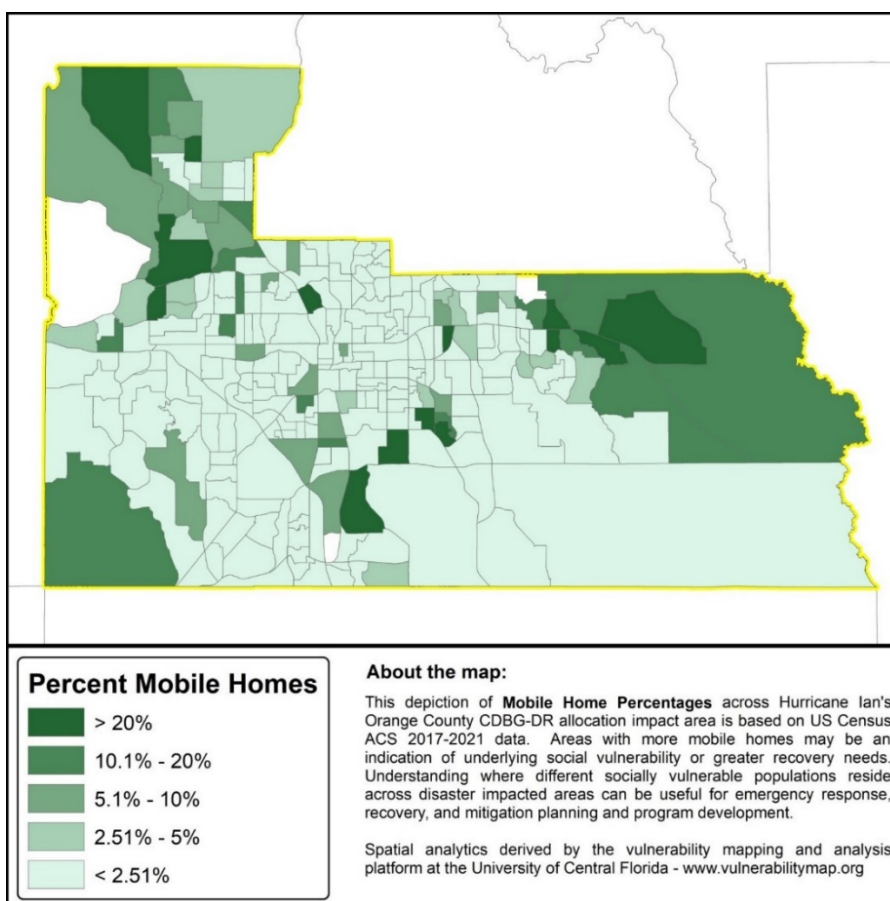 Percent Mobile Homes
> 20%
10.1% - 20%
5.1% - 10%
2.51% - 5%
< 2.51%
About the map:
This depiction of Mobile Home Percentages across Hurricane Ian's
Orange County CDBG-DR allocation impact area is based on US Census
ACS 2017-2021 data. Areas with more mobile homes may be an
indication of underlying social vulnerability or greater recovery needs.
Understanding where different socially vulnerable populations reside
across disaster impacted areas can be useful for emergency response,
recovery, and mitigation planning and program development.
Spatial analytics derived by the vulnerability mapping and analysis
platform at the University of Central Florida - www.vulnerabilitymap.org